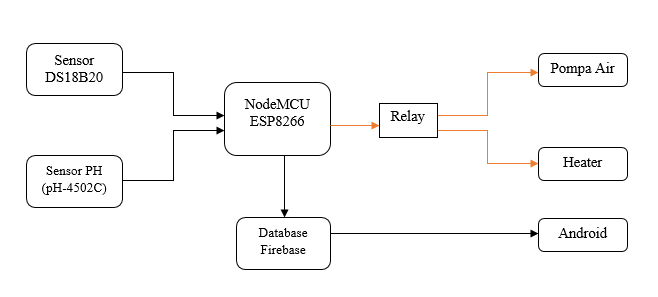 Sensor
DS18B20
NodeMCU
ESP8266
Sensor PH
(pH-4502C)
Relay
Pompa Air
Heater
Database
Firebase
Android